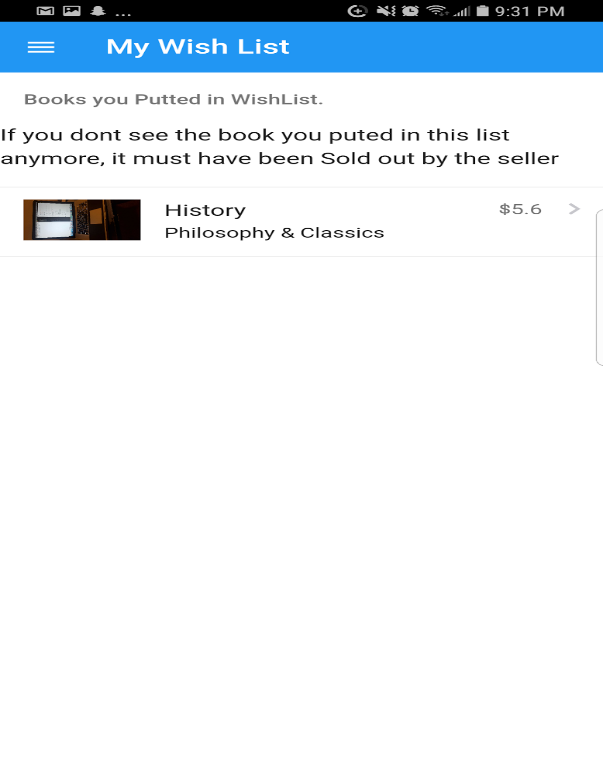 ... 9:31 PM
My Wish List
Books you Putted in WishList.
If you dont see the book you puted in this list
anymore, it must have been Sold out by the seller
History $5.6 >
Philosophy & Classics